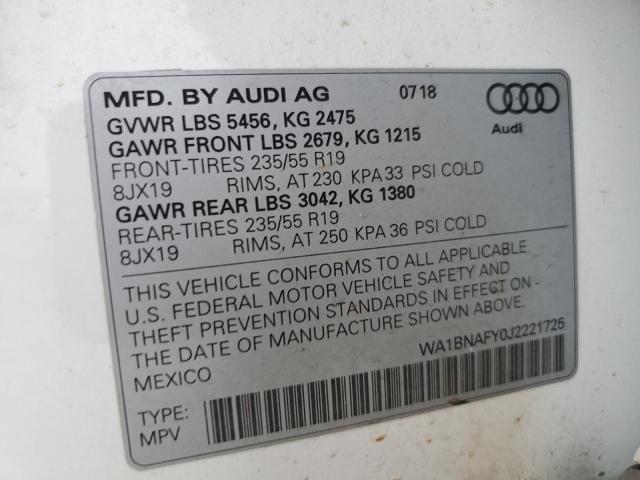 MFD. BY AUDI AG 0718
GVWR LBS 5456, KG 2475
GAWR FRONT LBS 2679, KG 1215
FRONT-TIRES 235/55 R19
8JX19 RIMS, AT 230 KPA 33 PSI COLD
GAWR REAR LBS 3042, KG 1380
REAR-TIRES 235/55 R19
8JX19 RIMS, AT 250 KPA 36 PSI COLD
Audi
THIS VEHICLE CONFORMS TO ALL APPLICABLE
U.S. FEDERAL MOTOR VEHICLE SAFETY AND
THEFT PREVENTION STANDARDS IN EFFECT ON
THE DATE OF MANUFACTURE SHOWN ABOVE.
MEXICO
WA1BNAFY0J2221725
TYPE:
MPV